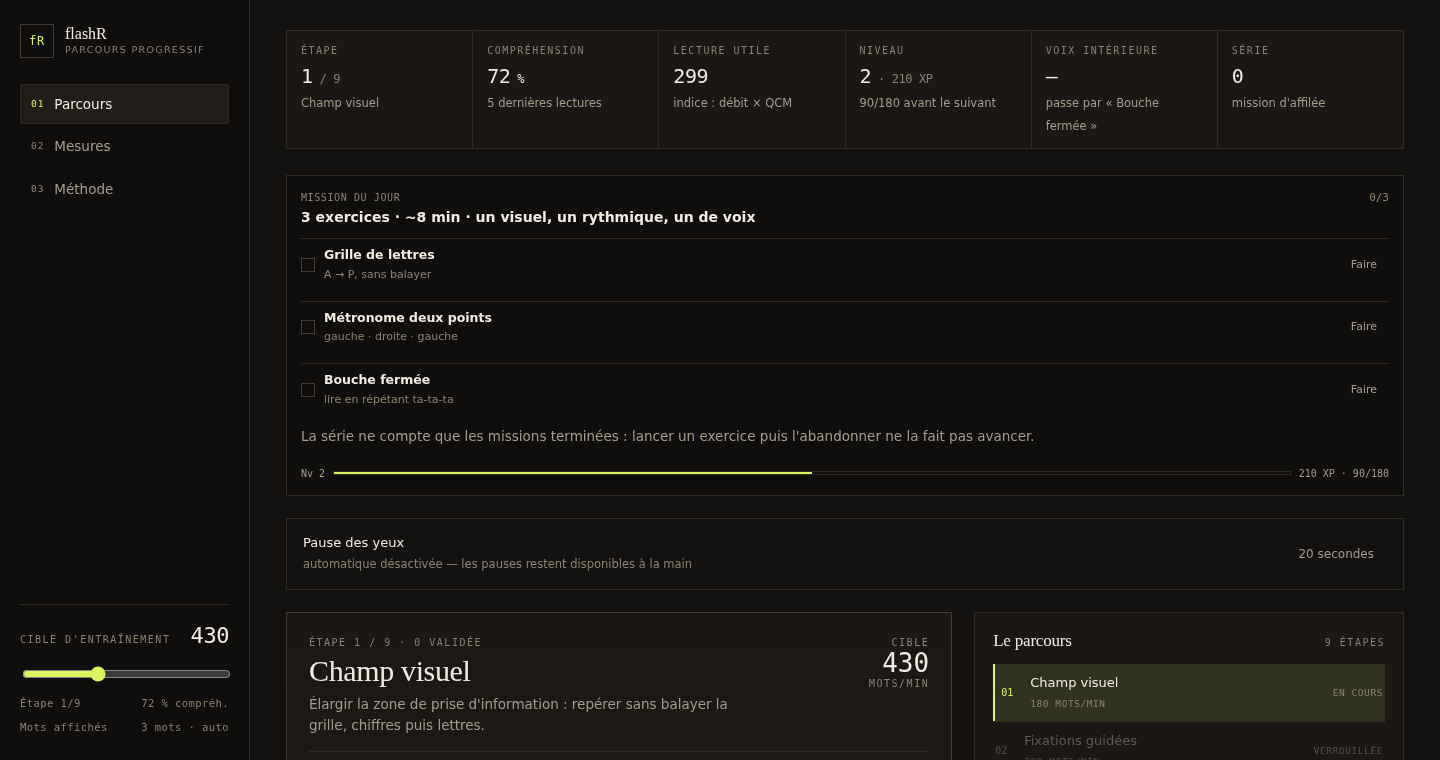 fR
flashR
PARCOURS PROGRESSIF
01 Parcours
02 Mesures
03 Méthode
CIBLE D'ENTRAÎNEMENT 430
Étape 1/9 72 % compréh.
Mots affichés 3 mots · auto
ÉTAPE
1 / 9
Champ visuel
COMPRÉHENSION
72 %
5 dernières lectures
LECTURE UTILE
299
indice : débit × QCM
NIVEAU
2 · 210 XP
90/180 avant le suivant
VOIX INTÉRIEURE
—
passe par « Bouche
fermée »
SÉRIE
0
mission d'affilée
MISSION DU JOUR 0/3
3 exercices · ~8 min · un visuel, un rythmique, un de voix
Grille de lettres
A → P, sans balayer
Faire
Métronome deux points
gauche · droite · gauche
Faire
Bouche fermée
lire en répétant ta-ta-ta
Faire
La série ne compte que les missions terminées : lancer un exercice puis l'abandonner ne la fait pas avancer.
Nv 2 210 XP · 90/180
Pause des yeux
automatique désactivée — les pauses restent disponibles à la main
20 secondes
ÉTAPE 1 / 9 · 0 VALIDÉE
Champ visuel
Élargir la zone de prise d'information : repérer sans balayer la
grille, chiffres puis lettres.
CIBLE
430
MOTS/MIN
Le parcours 9 ÉTAPES
01 Champ visuel EN COURS
180 MOTS/MIN
02 Fixations guidées VERROUILLÉE